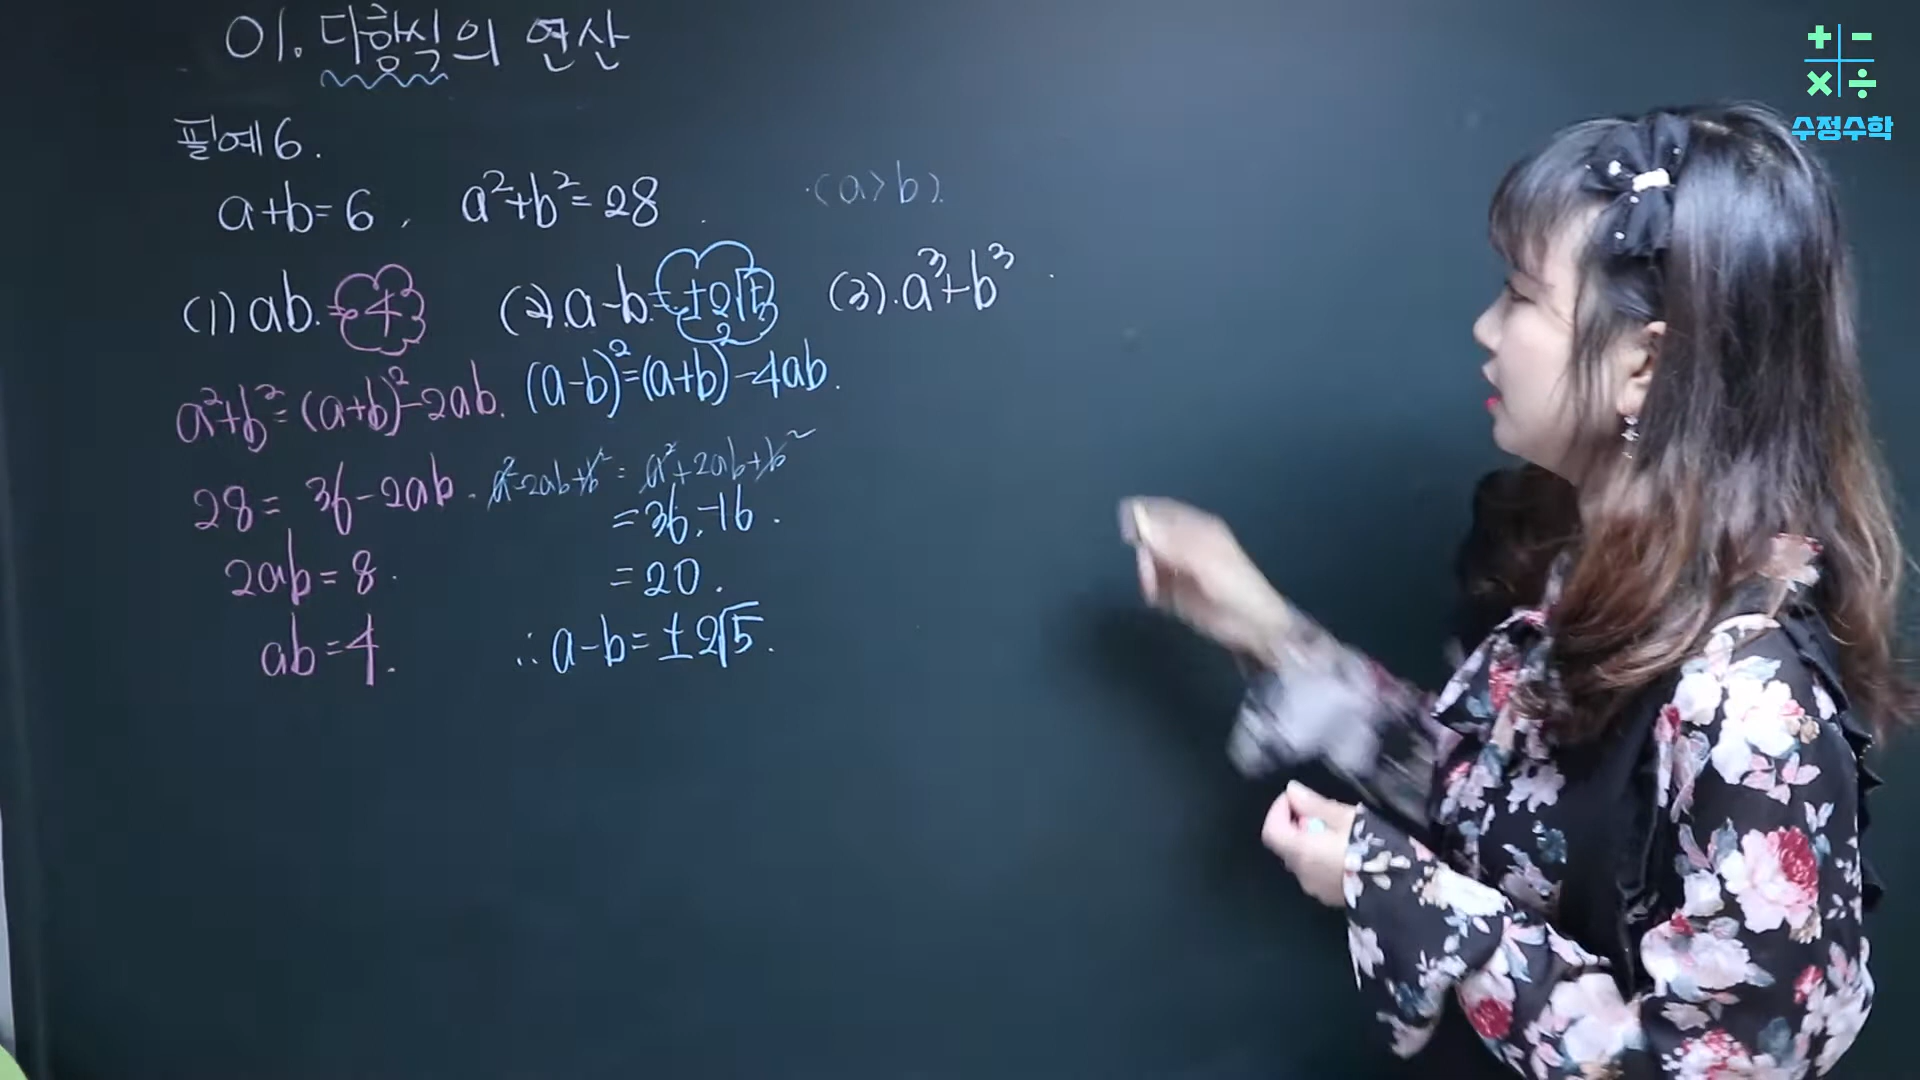 01. 다항식의 연산
필예6.
a+b=6, a²+b²=28. (a>b).
(1) ab.=4 (2). a-b.=±2√5 (3). a³+b³.
a²+b²=(a+b)²-2ab. (a-b)²=(a+b)²-4ab.
28= 36-2ab. a²-2ab+b² = a²+2ab+b²
=36.-16.
2ab=8. =20.
ab=4. ∴a-b=±2√5.
+ -
× ÷
수정수학